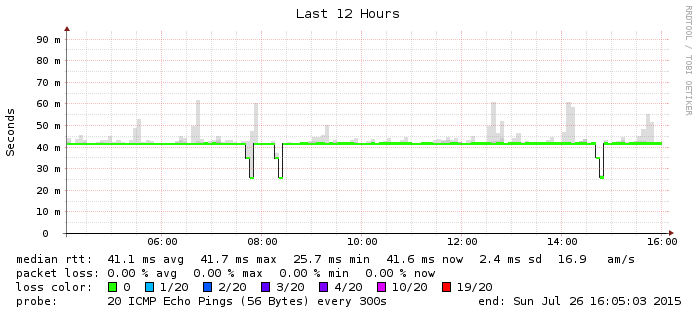 Last 12 Hours
RRDTOOL / TOBI OETIKER
Seconds
90 m
80 m
70 m
60 m
50 m
40 m
30 m
20 m
10 m
0
06:00 08:00 10:00 12:00 14:00 16:00
median rtt: 41.1 ms avg 41.7 ms max 25.7 ms min 41.6 ms now 2.4 ms sd 16.9 am/s
packet loss: 0.00 % avg 0.00 % max 0.00 % min 0.00 % now
loss color: 0 1/20 2/20 3/20 4/20 10/20 19/20
probe: 20 ICMP Echo Pings (56 Bytes) every 300s end: Sun Jul 26 16:05:03 2015